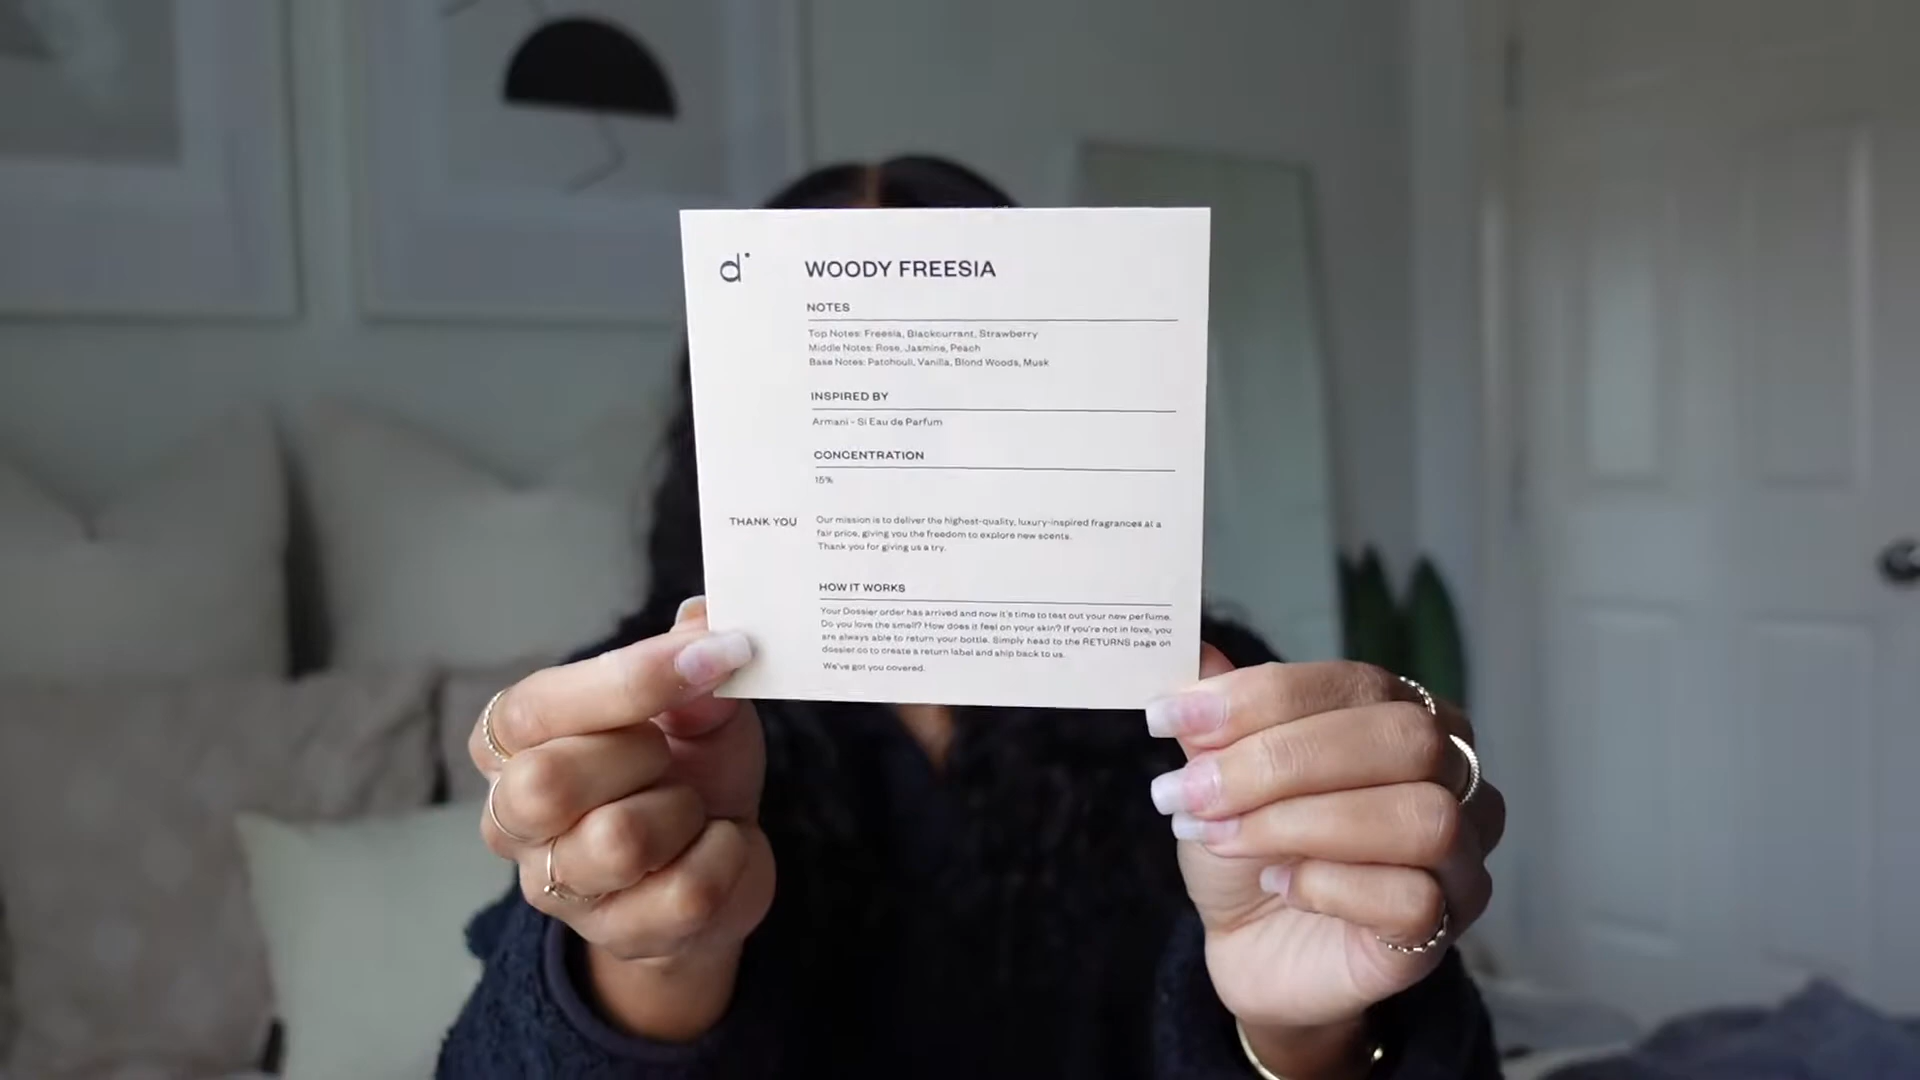 d
WOODY FREESIA
NOTES
Top Notes: Freesia, Blackcurrant, Strawberry
Middle Notes: Rose, Jasmine, Peach
Base Notes: Patchouli, Vanilla, Blond Woods, Musk
INSPIRED BY
Armani - Si Eau de Parfum
CONCENTRATION
15%
THANK YOU
Our mission is to deliver the highest-quality, luxury-inspired fragrances at a
fair price, giving you the freedom to explore new scents.
Thank you for giving us a try.
HOW IT WORKS
Your Dossier order has arrived and now it's time to test out your new perfume.
Do you love the smell? How does it feel on your skin? If you're not in love, you
are always able to return your bottle. Simply head to the RETURNS page on
dossier.co to create a return label and ship back to us.
We've got you covered.